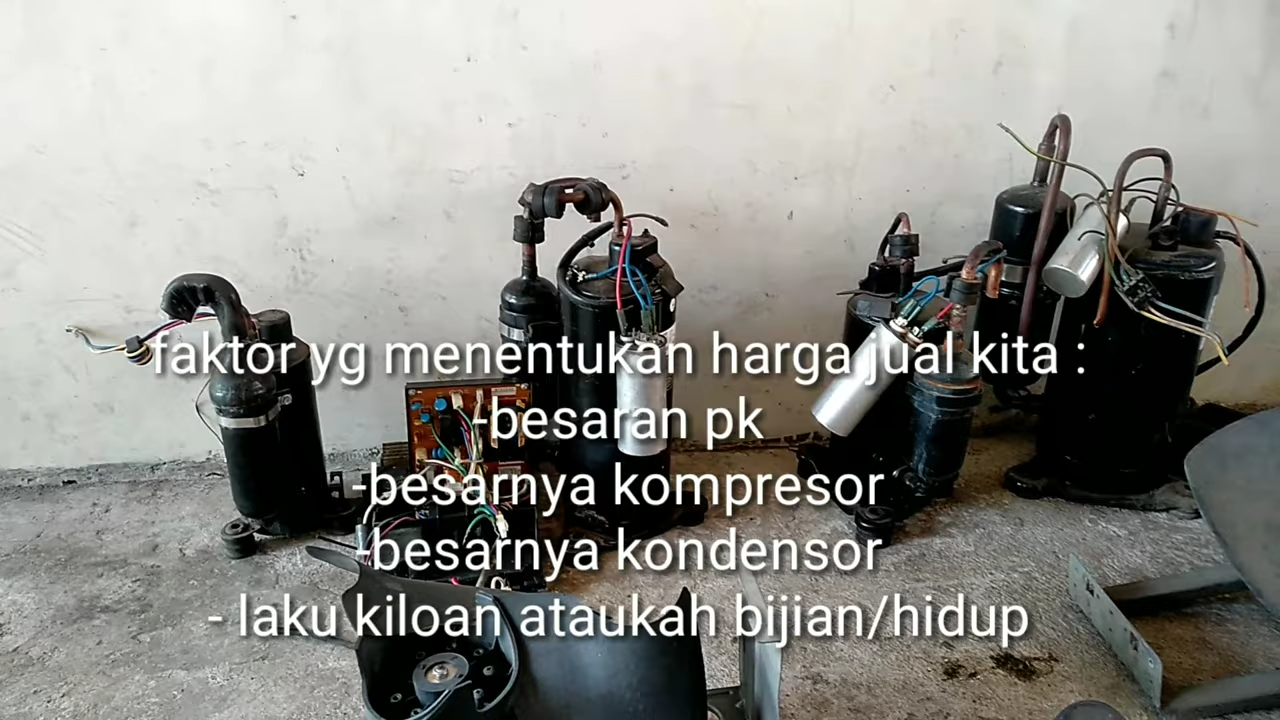 faktor yg menentukan harga jual kita :
-besaran pk
-besarnya kompresor
-besarnya kondensor
- laku kiloan ataukah bijian/hidup